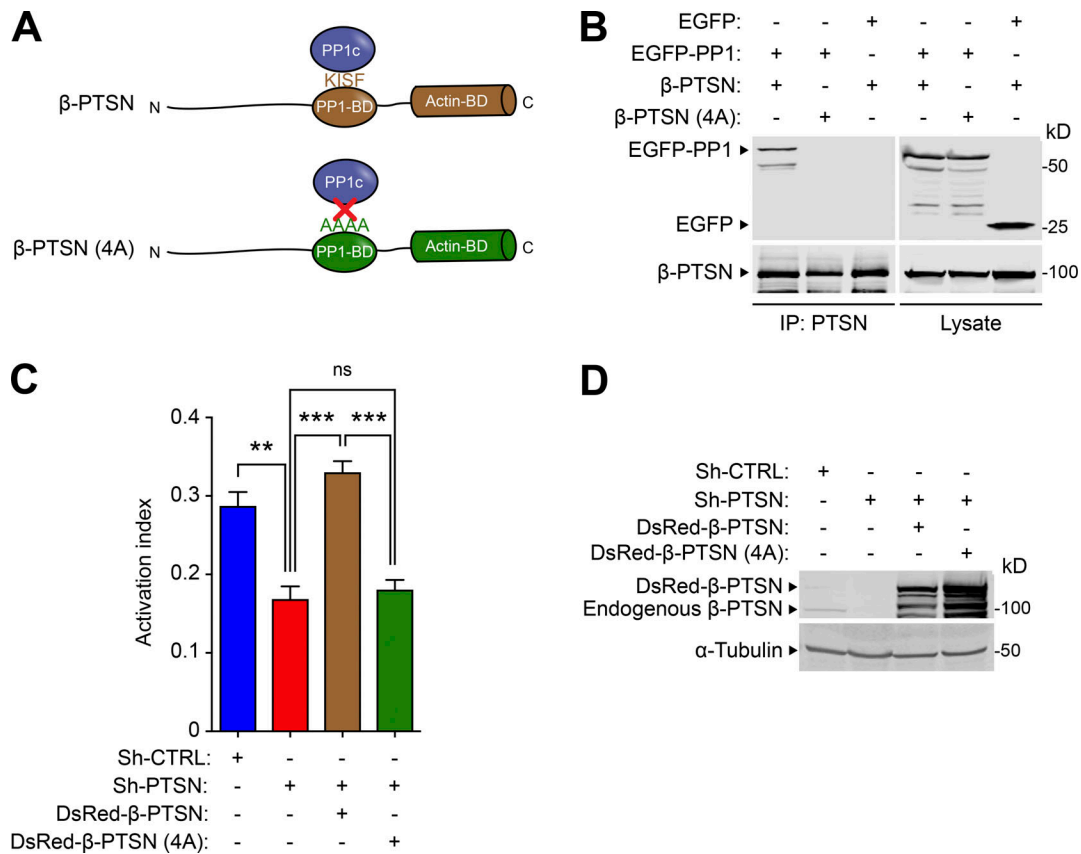 A
PP1c
KISF
β-PTSN N PP1-BD Actin-BD C
PP1c
AAAA
β-PTSN (4A) N PP1-BD Actin-BD C
B
EGFP: - - + - - +
EGFP-PP1: + + - + + -
β-PTSN: + - + + - +
β-PTSN (4A): - + - - + -
kD
EGFP-PP1
-50
EGFP
-25
β-PTSN
-100
IP: PTSN Lysate
C
ns
** *** ***
Activation index
0.4
0.3
0.2
0.1
0
Sh-CTRL: + - - -
Sh-PTSN: - + + +
DsRed-β-PTSN: - - + -
DsRed-β-PTSN (4A): - - - +
D
Sh-CTRL: + - - -
Sh-PTSN: - + + +
DsRed-β-PTSN: - - + -
DsRed-β-PTSN (4A): - - - +
kD
DsRed-β-PTSN
Endogenous β-PTSN -100
α-Tubulin -50